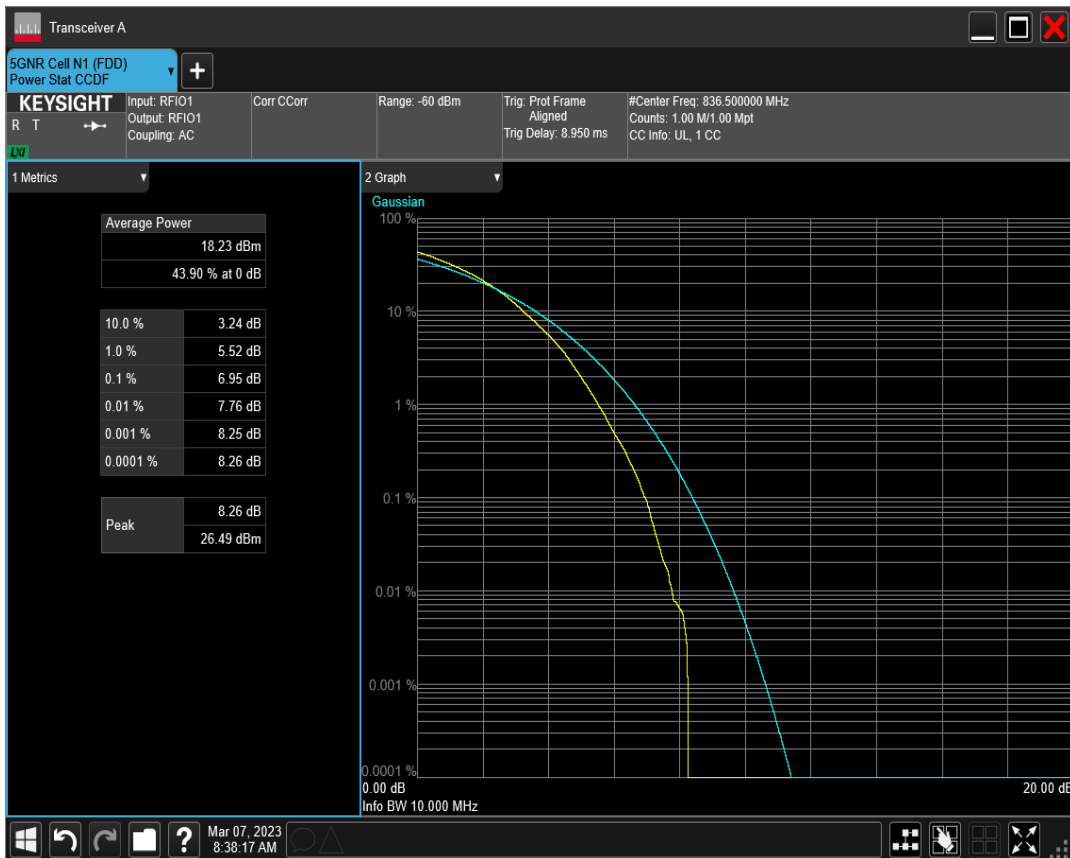 Transceiver A
5GNR Cell N1 (FDD)
Power Stat CCDF
KEYSIGHT
R T
LXI
Input: RFIO1
Output: RFIO1
Coupling: AC
Corr CCorr
Range: -60 dBm
Trig: Prot Frame
Aligned
Trig Delay: 8.950 ms
#Center Freq: 836.500000 MHz
Counts: 1.00 M/1.00 Mpt
CC Info: UL, 1 CC
1 Metrics
Average Power
18.23 dBm
43.90 % at 0 dB
10.0 % 3.24 dB
1.0 % 5.52 dB
0.1 % 6.95 dB
0.01 % 7.76 dB
0.001 % 8.25 dB
0.0001 % 8.26 dB
Peak
8.26 dB
26.49 dBm
2 Graph
Gaussian
100 %
10 %
1 %
0.1 %
0.01 %
0.001 %
0.0001 %
0.00 dB 20.00 dB
Info BW 10.000 MHz
?
Mar 07, 2023
8:38:17 AM